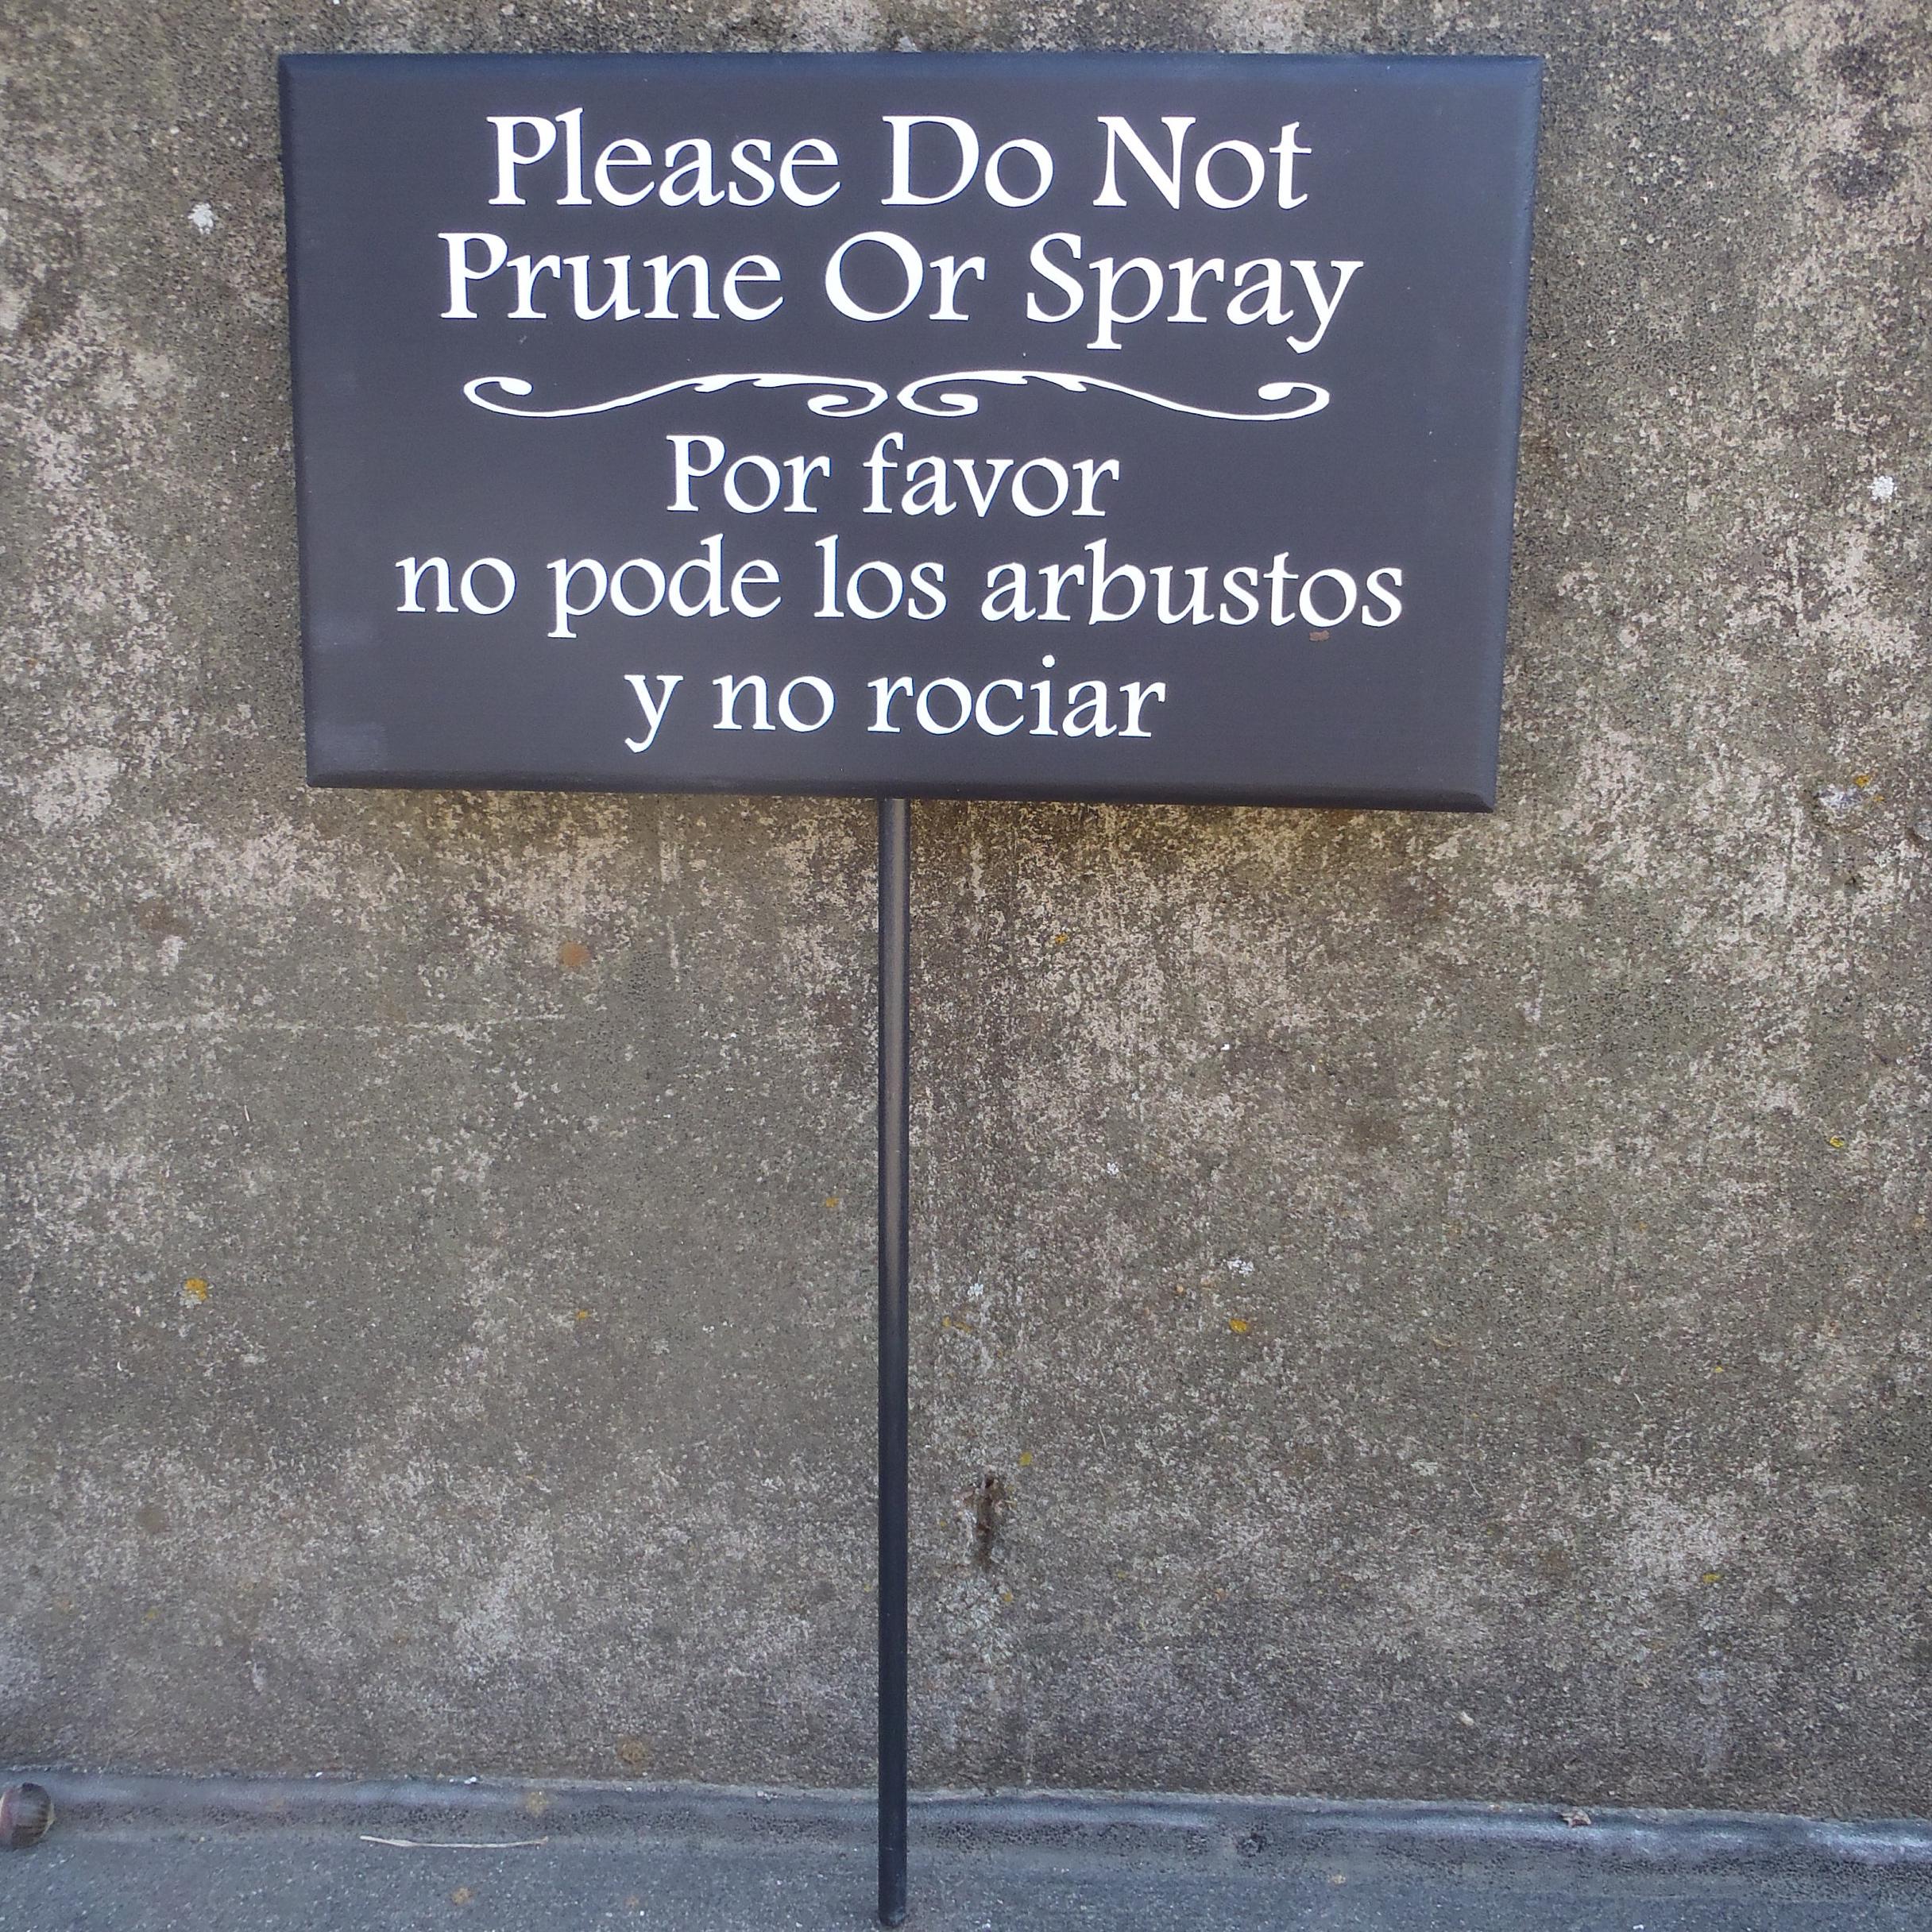 Please Do Not
Prune Or Spray
Por favor
no pode los arbustos
y no rociar